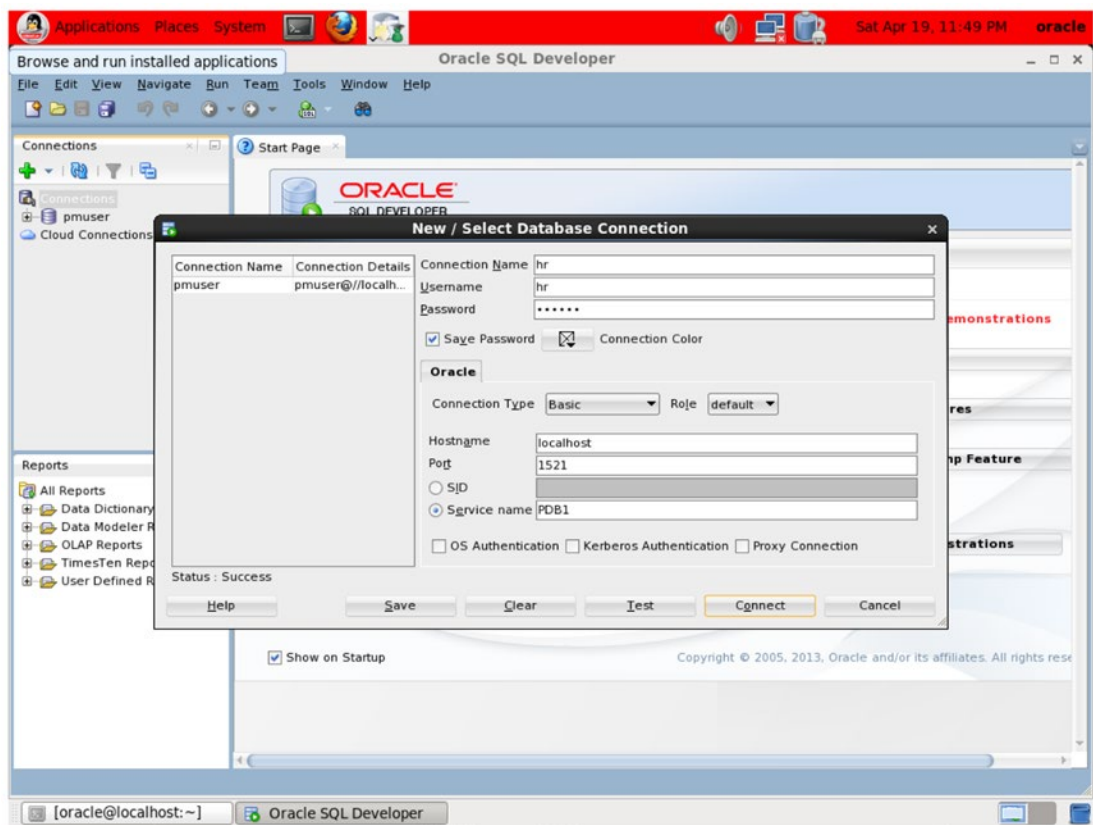 Applications Places System
Sat Apr 19, 11:49 PM oracle
Browse and run installed applications
Oracle SQL Developer
File Edit View Navigate Run Team Tools Window Help
Connections
Start Page
Connections
pmuser
Cloud Connections
ORACLE
SQL DEVELOPER
New / Select Database Connection
Connection Name Connection Details
pmuser pmuser@//localh...
Connection Name hr
Username hr
Password ••••••
Save Password Connection Color
Oracle
Connection Type Basic Role default
Hostname localhost
Port 1521
SID
Service name PDB1
OS Authentication Kerberos Authentication Proxy Connection
Status : Success
Help Save Clear Test Connect Cancel
emonstrations
res
np Feature
strations
Reports
All Reports
Data Dictionary
Data Modeler R
OLAP Reports
TimesTen Repo
User Defined R
Show on Startup
Copyright © 2005, 2013, Oracle and/or its affiliates. All rights rese
[oracle@localhost:~] Oracle SQL Developer